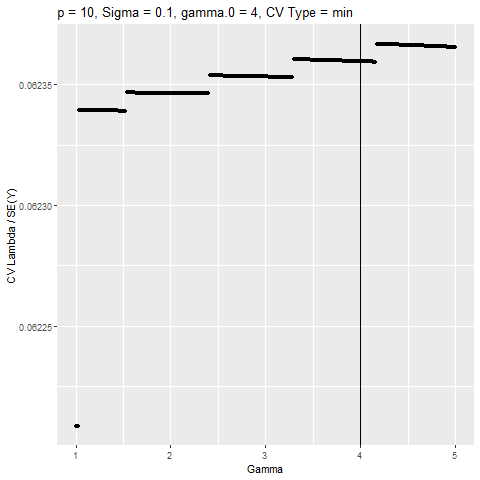 p = 10, Sigma = 0.1, gamma.0 = 4, CV Type = min
CV Lambda / SE(Y)
0.06235
0.06230
0.06225
1 2 3 4 5
Gamma